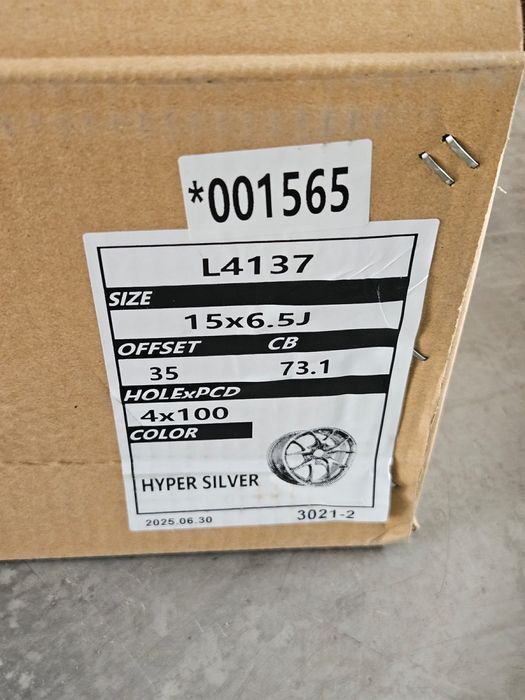 *001565
L4137
SIZE
15x6.5J
OFFSET CB
35 73.1
HOLExPCD
4x100
COLOR
HYPER SILVER
2025.06.30 3021-2